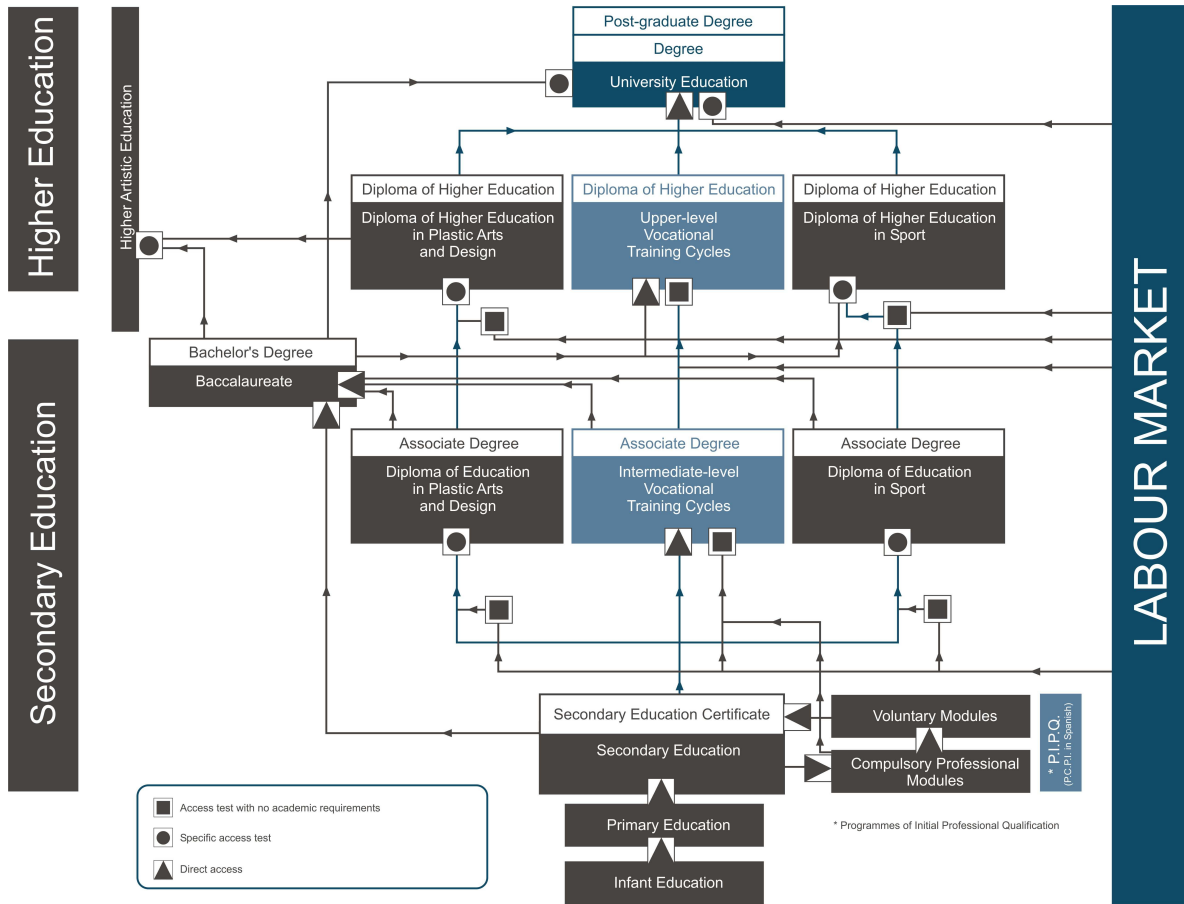 Higher Education
Higher Artistic Education
Post-graduate Degree
Degree
University Education
Diploma of Higher Education
Diploma of Higher Education
in Plastic Arts
and Design
Diploma of Higher Education
Upper-level
Vocational
Training Cycles
Diploma of Higher Education
Diploma of Higher Education
in Sport
LABOUR MARKET
Secondary Education
Bachelor's Degree
Baccalaureate
Associate Degree
Diploma of Education
in Plastic Arts
and Design
Associate Degree
Intermediate-level
Vocational
Training Cycles
Associate Degree
Diploma of Education
in Sport
Secondary Education Certificate
Secondary Education
Voluntary Modules
Compulsory Professional
Modules
* P.I.P.Q.
(P.C.P.I. in Spanish)
Primary Education
Infant Education
* Programmes of Initial Professional Qualification
Access test with no academic requirements
Specific access test
Direct access